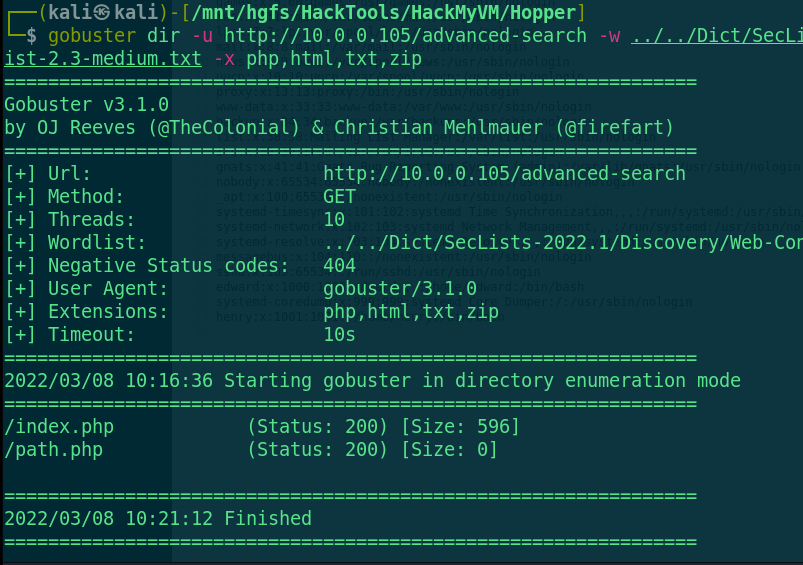 ┌──(kali㉿kali)-[/mnt/hgfs/HackTools/HackMyVM/Hopper]
└─$ gobuster dir -u http://10.0.0.105/advanced-search -w ../../Dict/SecLi
ist-2.3-medium.txt -x php,html,txt,zip
===============================================================
Gobuster v3.1.0
by OJ Reeves (@TheColonial) & Christian Mehlmauer (@firefart)
===============================================================
[+] Url:                     http://10.0.0.105/advanced-search
[+] Method:                  GET
[+] Threads:                 10
[+] Wordlist:                ../../Dict/SecLists-2022.1/Discovery/Web-Con
[+] Negative Status codes:   404
[+] User Agent:              gobuster/3.1.0
[+] Extensions:              php,html,txt,zip
[+] Timeout:                 10s
===============================================================
2022/03/08 10:16:36 Starting gobuster in directory enumeration mode
===============================================================
/index.php            (Status: 200) [Size: 596]
/path.php             (Status: 200) [Size: 0]
===============================================================
2022/03/08 10:21:12 Finished
===============================================================